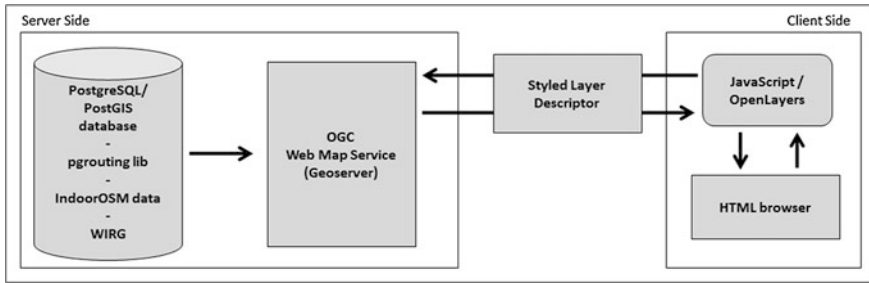 Server Side
Client Side
PostgreSQL/
PostGIS
database
-
pgrouting lib
-
IndoorOSM data
-
WIRG
OGC
Web Map Service
(Geoserver)
Styled Layer
Descriptor
JavaScript /
OpenLayers
HTML browser